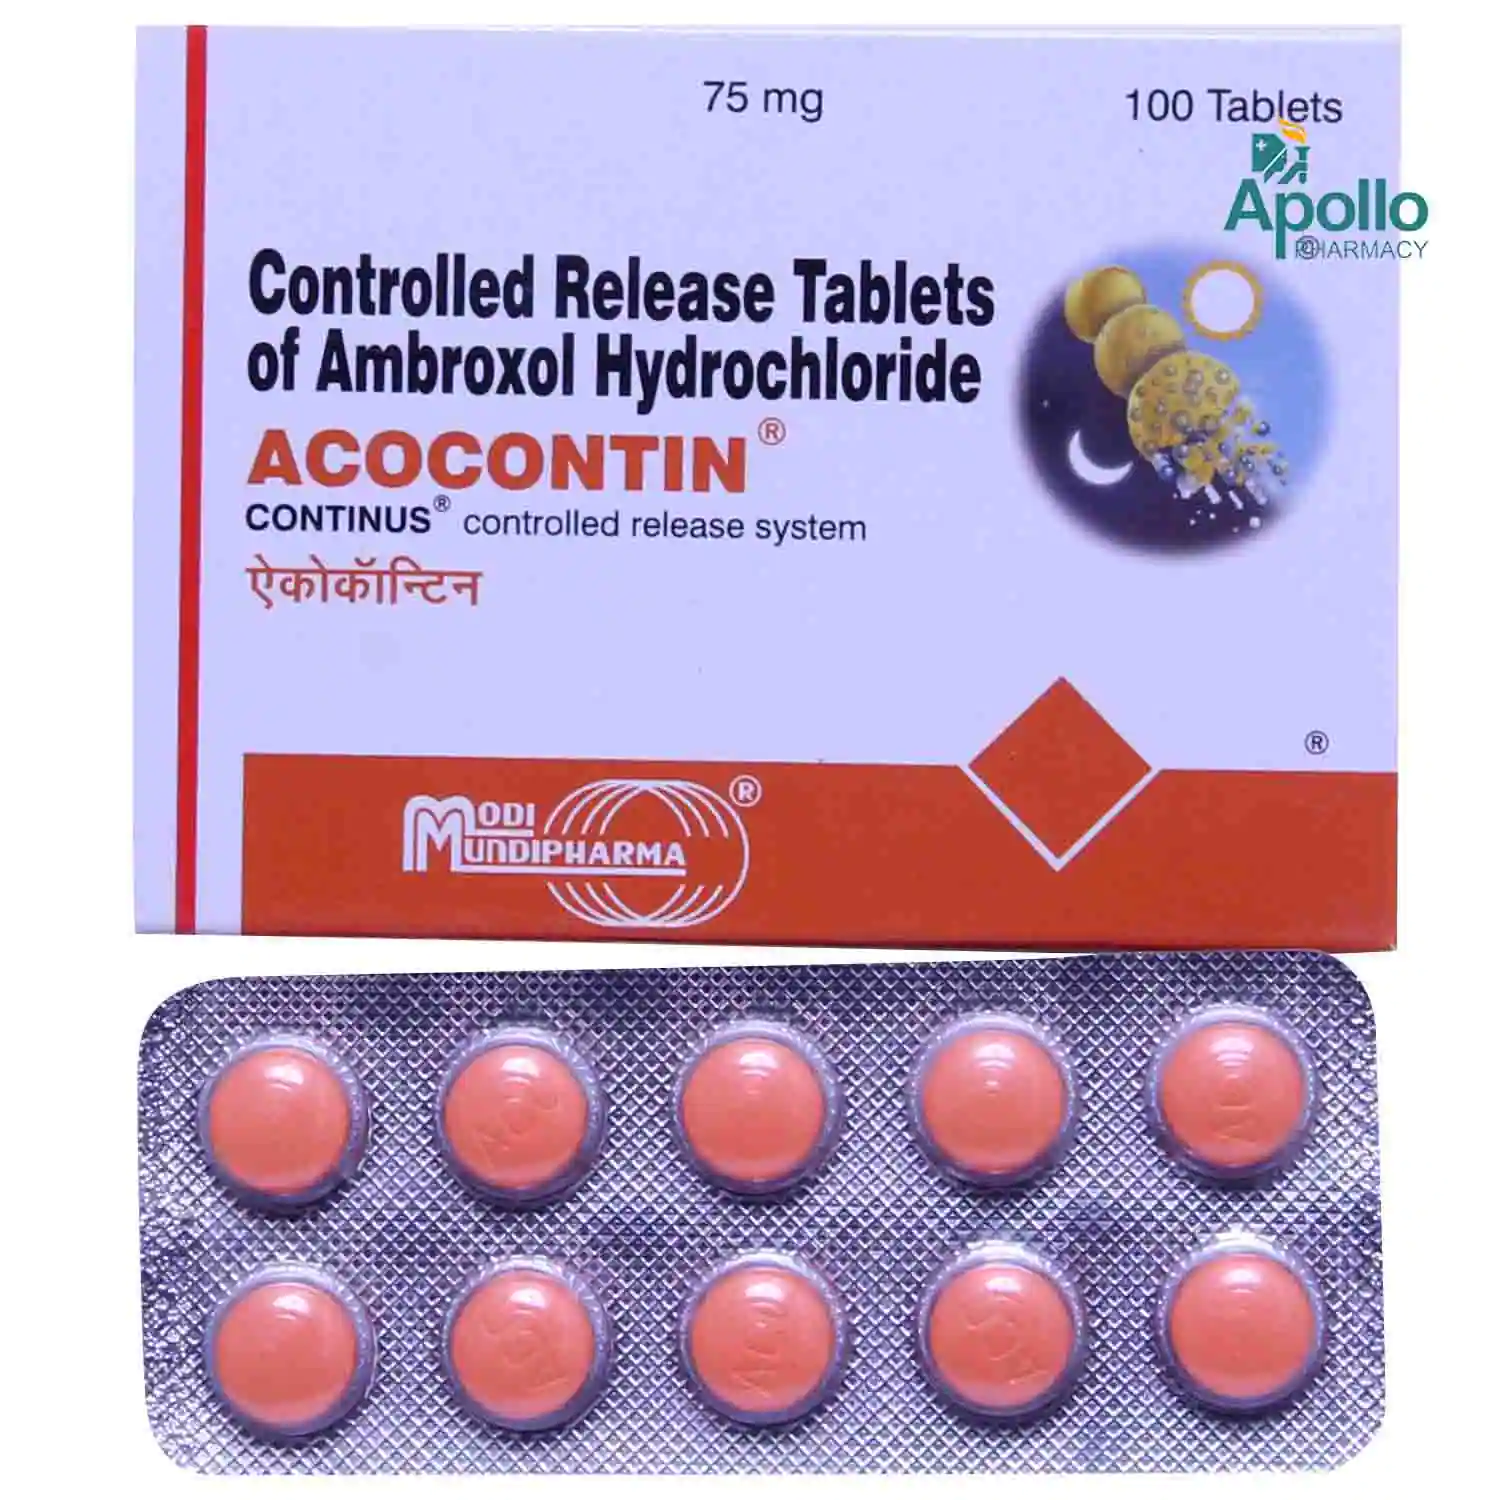 75 mg
100 Tablets
Apollo
PHARMACY
Controlled Release Tablets
of Ambroxol Hydrochloride
ACOCONTIN®
CONTINUS® controlled release system
ऐकोकॉन्टिन
®
MODI
MUNDIPHARMA
®